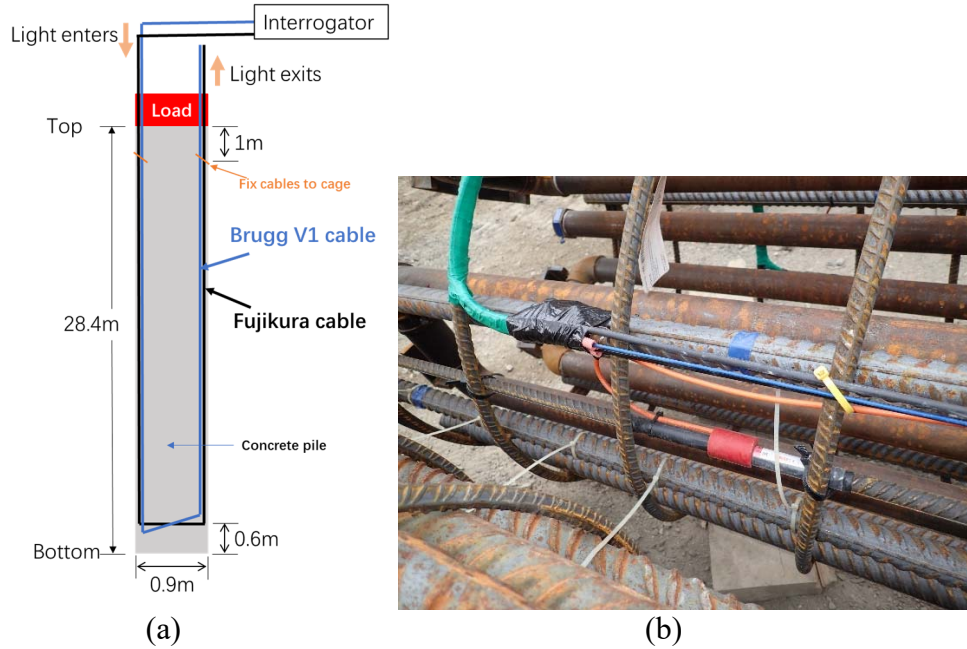 Interrogator
Light enters
Light exits
Load
Top
1m
Fix cables to cage
Brugg V1 cable
Fujikura cable
28.4m
Concrete pile
Bottom
0.6m
0.9m
(a)
(b)